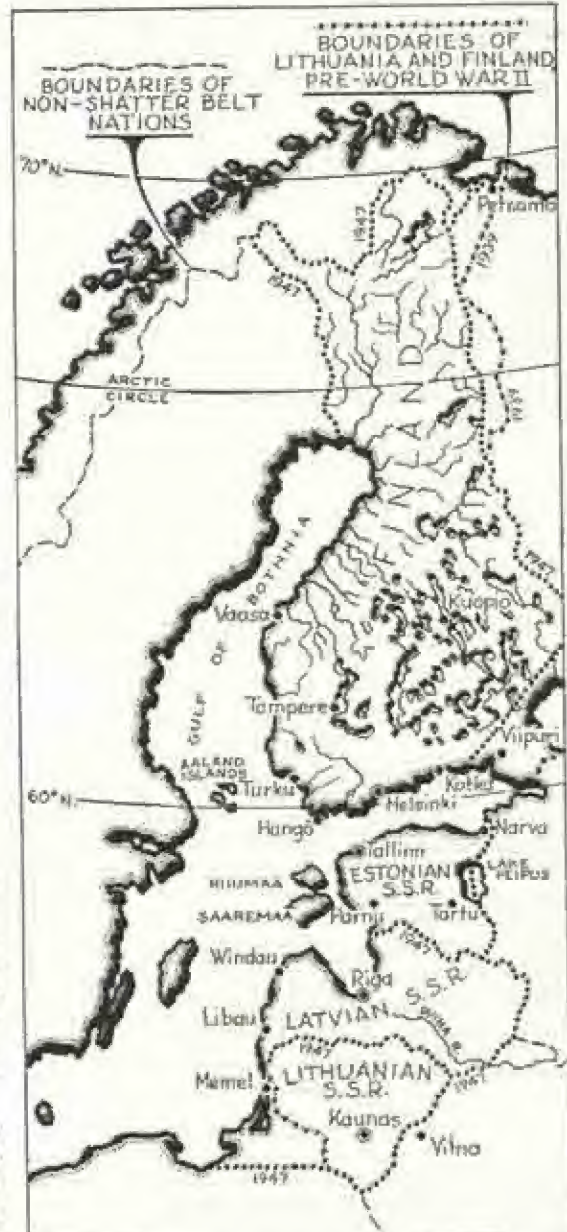 BOUNDARIES OF
NON-SHATTER BELT
NATIONS
BOUNDARIES OF
LITHUANIA AND FINLAND
PRE-WORLD WAR II
70° N.
Petsamo
1947
1939
1947
ARCTIC
CIRCLE
FINLAND
1939
GULF OF BOTHNIA
1947
Vaasa
Kuopio
Tampere
Viipuri
AALAND
ISLANDS
Turku
Kotka
60° N.
Helsinki
Hangö
Narva
Tallinn
LAKE
PEIPUS
ESTONIAN
S.S.R.
HIIUMAA
SAAREMAA
Parnu
Tartu
1947
Windau
Riga
LATVIAN S.S.R
Libau
1947
LITHUANIAN
S.S.R.
1947
Memel
Kaunas
Vilna
1947